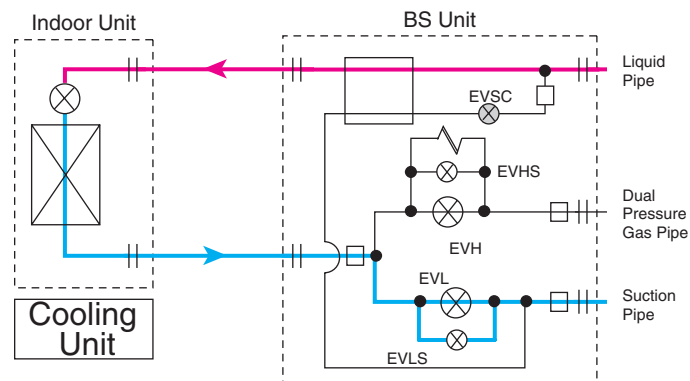 Indoor Unit
BS Unit
Liquid
Pipe
EVSC
EVHS
Dual
Pressure
Gas Pipe
EVH
EVL
Suction
Pipe
Cooling
Unit
EVLS